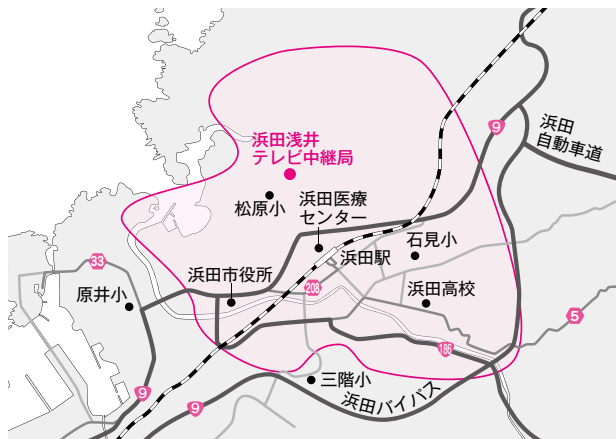 9
浜田
自動車道
浜田浅井
テレビ中継局
松原小
浜田医療
センター
石見小
浜田駅
33
浜田市役所
208
原井小
浜田高校
5
186
三階小
9
9
浜田バイパス